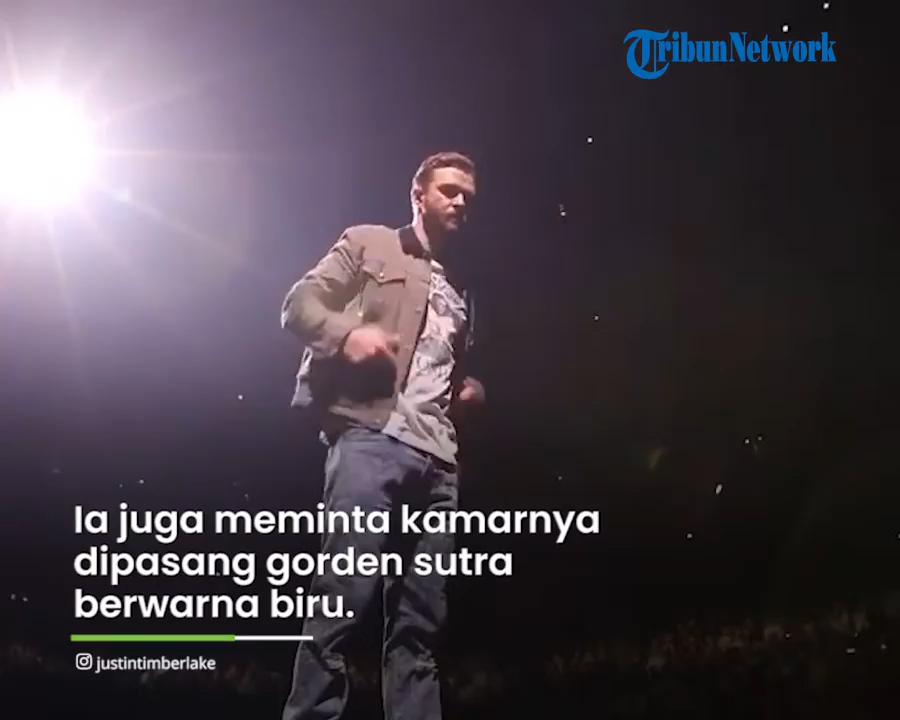 TribunNetwork
Ia juga meminta kamarnya
dipasang gorden sutra
berwarna biru.
justintimberlake